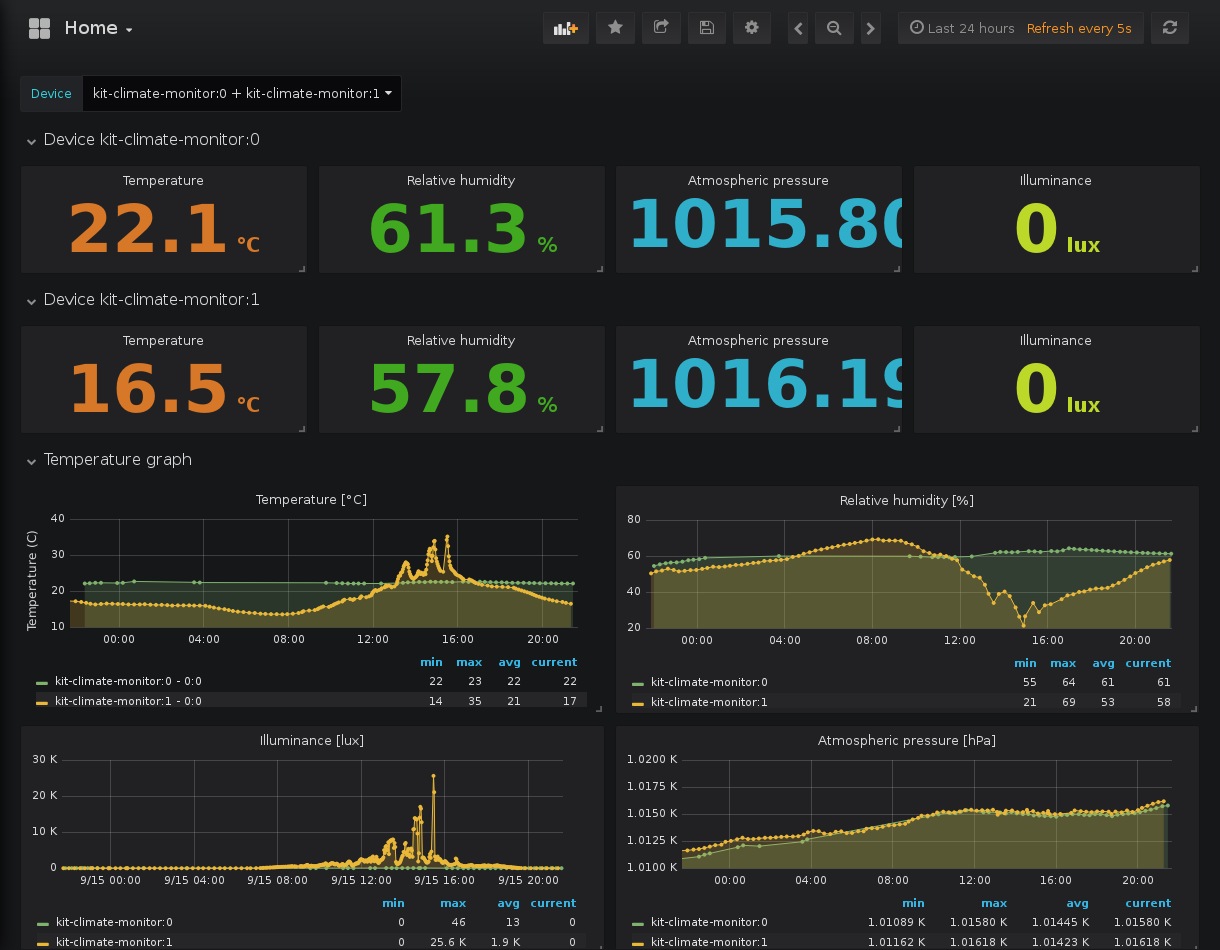 Home
Last 24 hours Refresh every 5s
Device kit-climate-monitor:0 + kit-climate-monitor:1
Device kit-climate-monitor:0
Temperature Relative humidity Atmospheric pressure Illuminance
22.1 °C 61.3 % 1015.80 0 lux
Device kit-climate-monitor:1
Temperature Relative humidity Atmospheric pressure Illuminance
16.5 °C 57.8 % 1016.19 0 lux
Temperature graph
Temperature [°C]
Temperature (C)
40
30
20
10
00:00 04:00 08:00 12:00 16:00 20:00
min max avg current
kit-climate-monitor:0 - 0:0 22 23 22 22
kit-climate-monitor:1 - 0:0 14 35 21 17
Relative humidity [%]
80
60
40
20
00:00 04:00 08:00 12:00 16:00 20:00
min max avg current
kit-climate-monitor:0 55 64 61 61
kit-climate-monitor:1 21 69 53 58
Illuminance [lux]
30 K
20 K
10 K
0
9/15 00:00 9/15 04:00 9/15 08:00 9/15 12:00 9/15 16:00 9/15 20:00
min max avg current
kit-climate-monitor:0 0 46 13 0
kit-climate-monitor:1 0 25.6 K 1.9 K 0
Atmospheric pressure [hPa]
1.0200 K
1.0175 K
1.0150 K
1.0125 K
1.0100 K
00:00 04:00 08:00 12:00 16:00 20:00
min max avg current
kit-climate-monitor:0 1.01089 K 1.01580 K 1.01445 K 1.01580 K
kit-climate-monitor:1 1.01162 K 1.01618 K 1.01423 K 1.01618 K